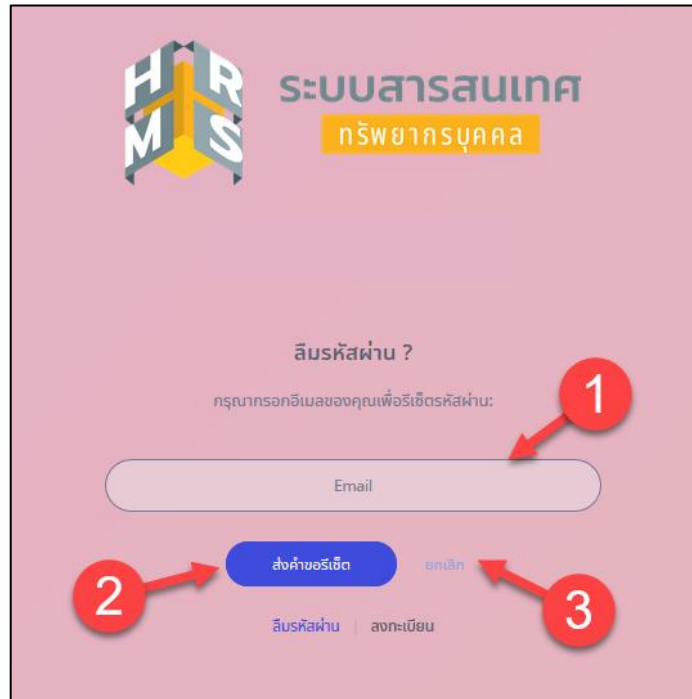 HR
MS
ระบบสารสนเทศ
ทรัพยากรบุคคล
ลืมรหัสผ่าน ?
กรุณากรอกอีเมลของคุณเพื่อรีเซ็ตรหัสผ่าน:
1
Email
ส่งคำขอรีเซ็ต
ยกเลิก
2
3
ลืมรหัสผ่าน | ลงทะเบียน